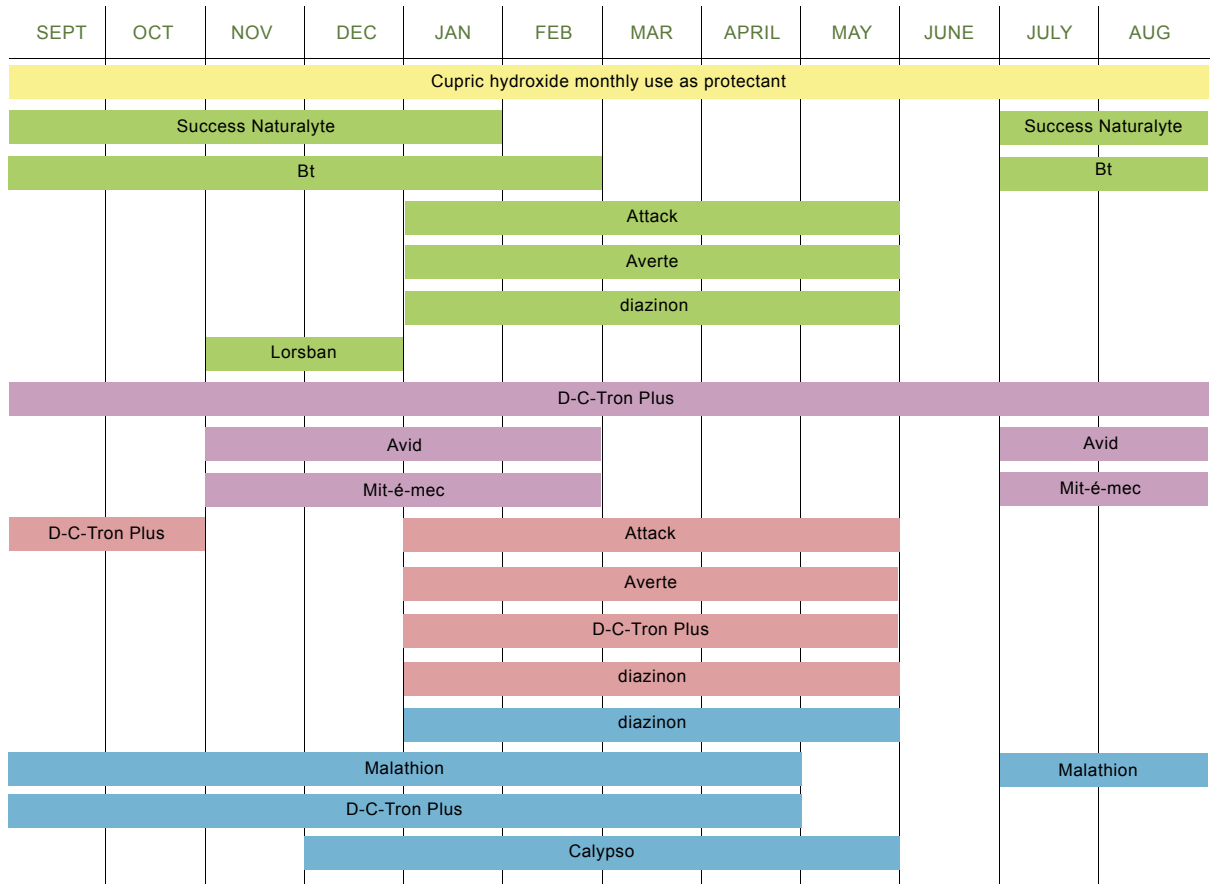 SEPT OCT NOV DEC JAN FEB MAR APRIL MAY JUNE JULY AUG
Cupric hydroxide monthly use as protectant
Success Naturalyte Success Naturalyte
Bt Bt
Attack
Averte
diazinon
Lorsban
D-C-Tron Plus
Avid Avid
Mit-é-mec Mit-é-mec
D-C-Tron Plus Attack
Averte
D-C-Tron Plus
diazinon
diazinon
Malathion Malathion
D-C-Tron Plus
Calypso